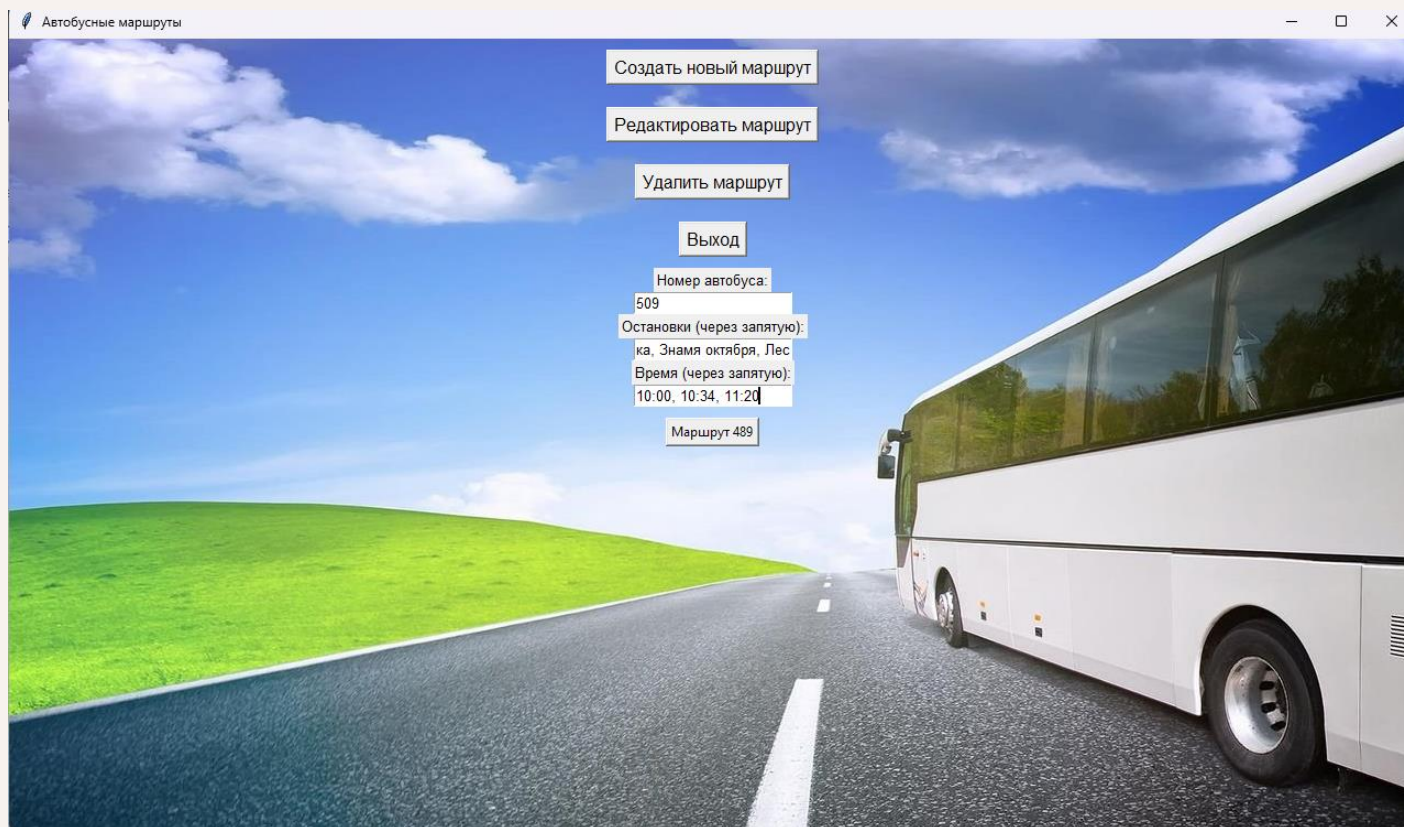 Автобусные маршруты
Создать новый маршрут
Редактировать маршрут
Удалить маршрут
Выход
Номер автобуса:
509
Остановки (через запятую):
ка, Знамя октября, Лес
Время (через запятую):
10:00, 10:34, 11:20
Маршрут 489